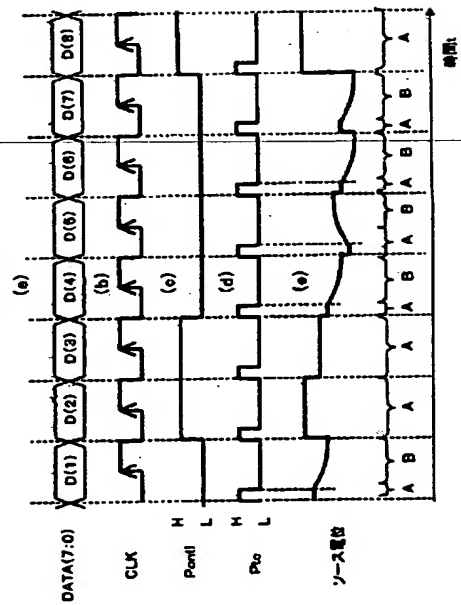 (a)
DATA(7:0) D(1) D(2) D(3) D(4) D(5) D(6) D(7) D(8)
(b)
CLK
(c)
Pcntl H L
(d)
Ptc H L
(e)
ソース電位
A B A A A B A B A B A B A
時間t